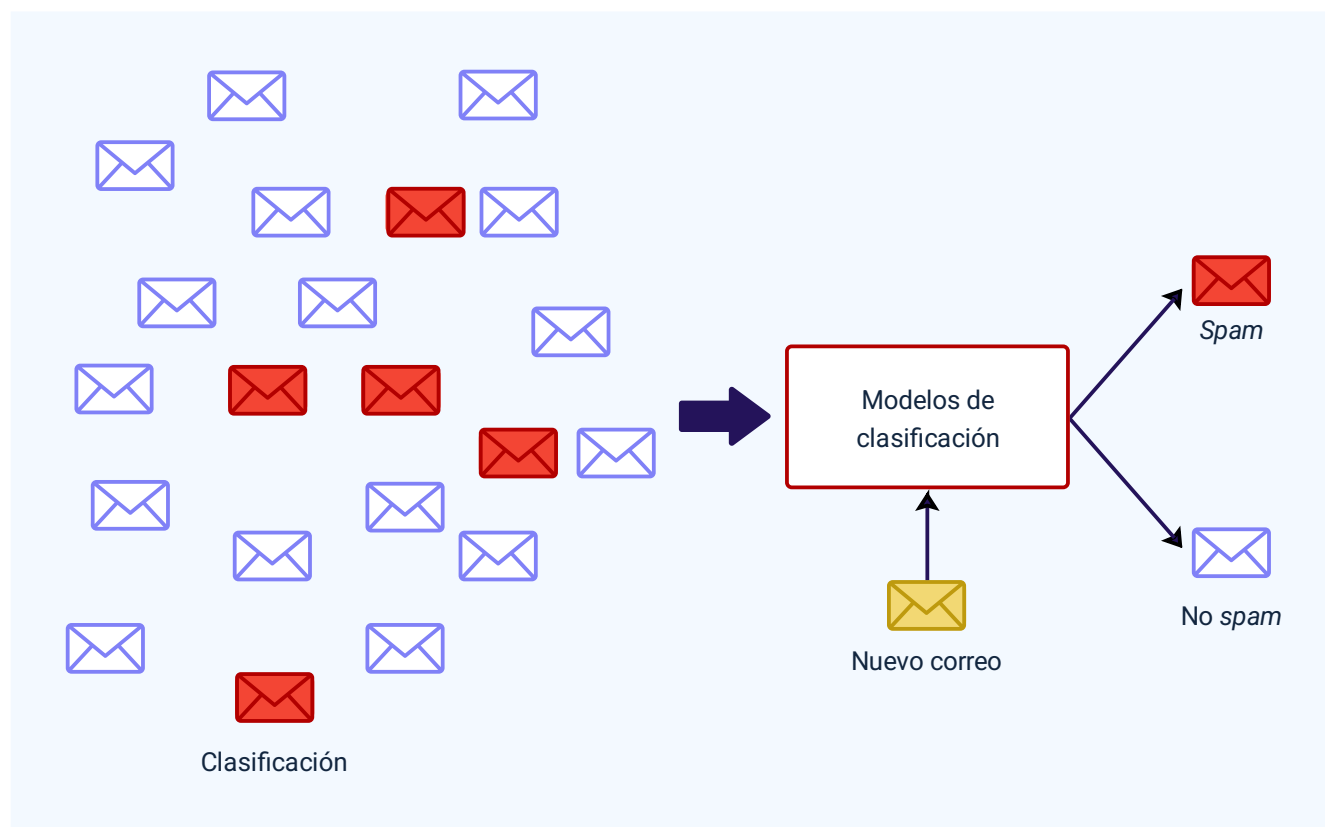 Spam
Modelos de
clasificación
No spam
Nuevo correo
Clasificación